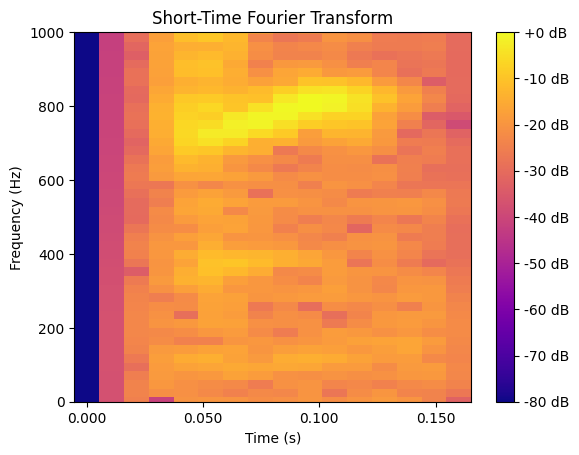 Short-Time Fourier Transform
1000
800
600
400
200
0
Frequency (Hz)
0.000
0.050
0.100
0.150
Time (s)
+0 dB
-10 dB
-20 dB
-30 dB
-40 dB
-50 dB
-60 dB
-70 dB
-80 dB